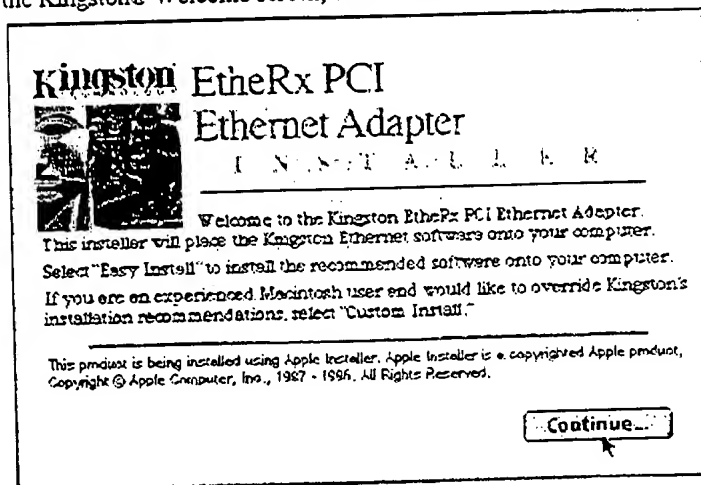 the Kingston Welcome screen,
Kingston
EtheRx PCI
Ethernet Adapter
I N S T A L L E R
Welcome to the Kingston EtheRx PCI Ethernet Adapter.
This installer will place the Kingston Ethernet software onto your computer.
Select "Easy Install" to install the recommended software onto your computer.
If you are an experienced Macintosh user and would like to override Kingston's
installation recommendations, select "Custom Install."
This product is being installed using Apple Installer. Apple Installer is a copyrighted Apple product,
Copyright © Apple Computer, Inc., 1987 - 1996. All Rights Reserved.
Continue...